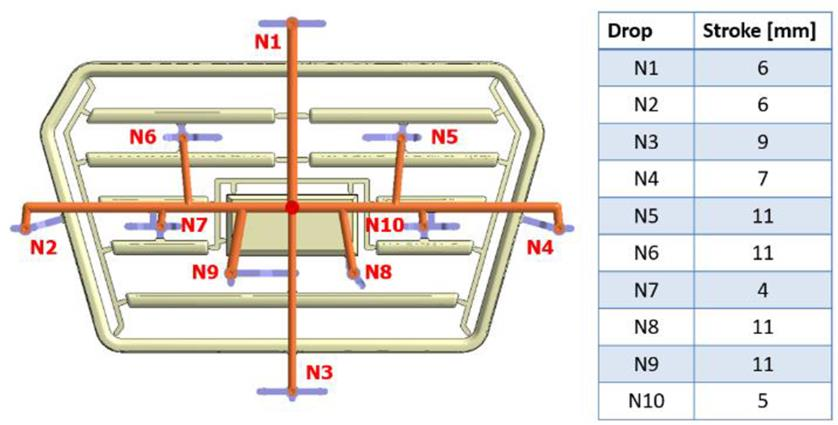 N1
N6
N5
N7
N10
N2
N4
N9
N8
N3
Drop Stroke [mm]
N1 6
N2 6
N3 9
N4 7
N5 11
N6 11
N7 4
N8 11
N9 11
N10 5